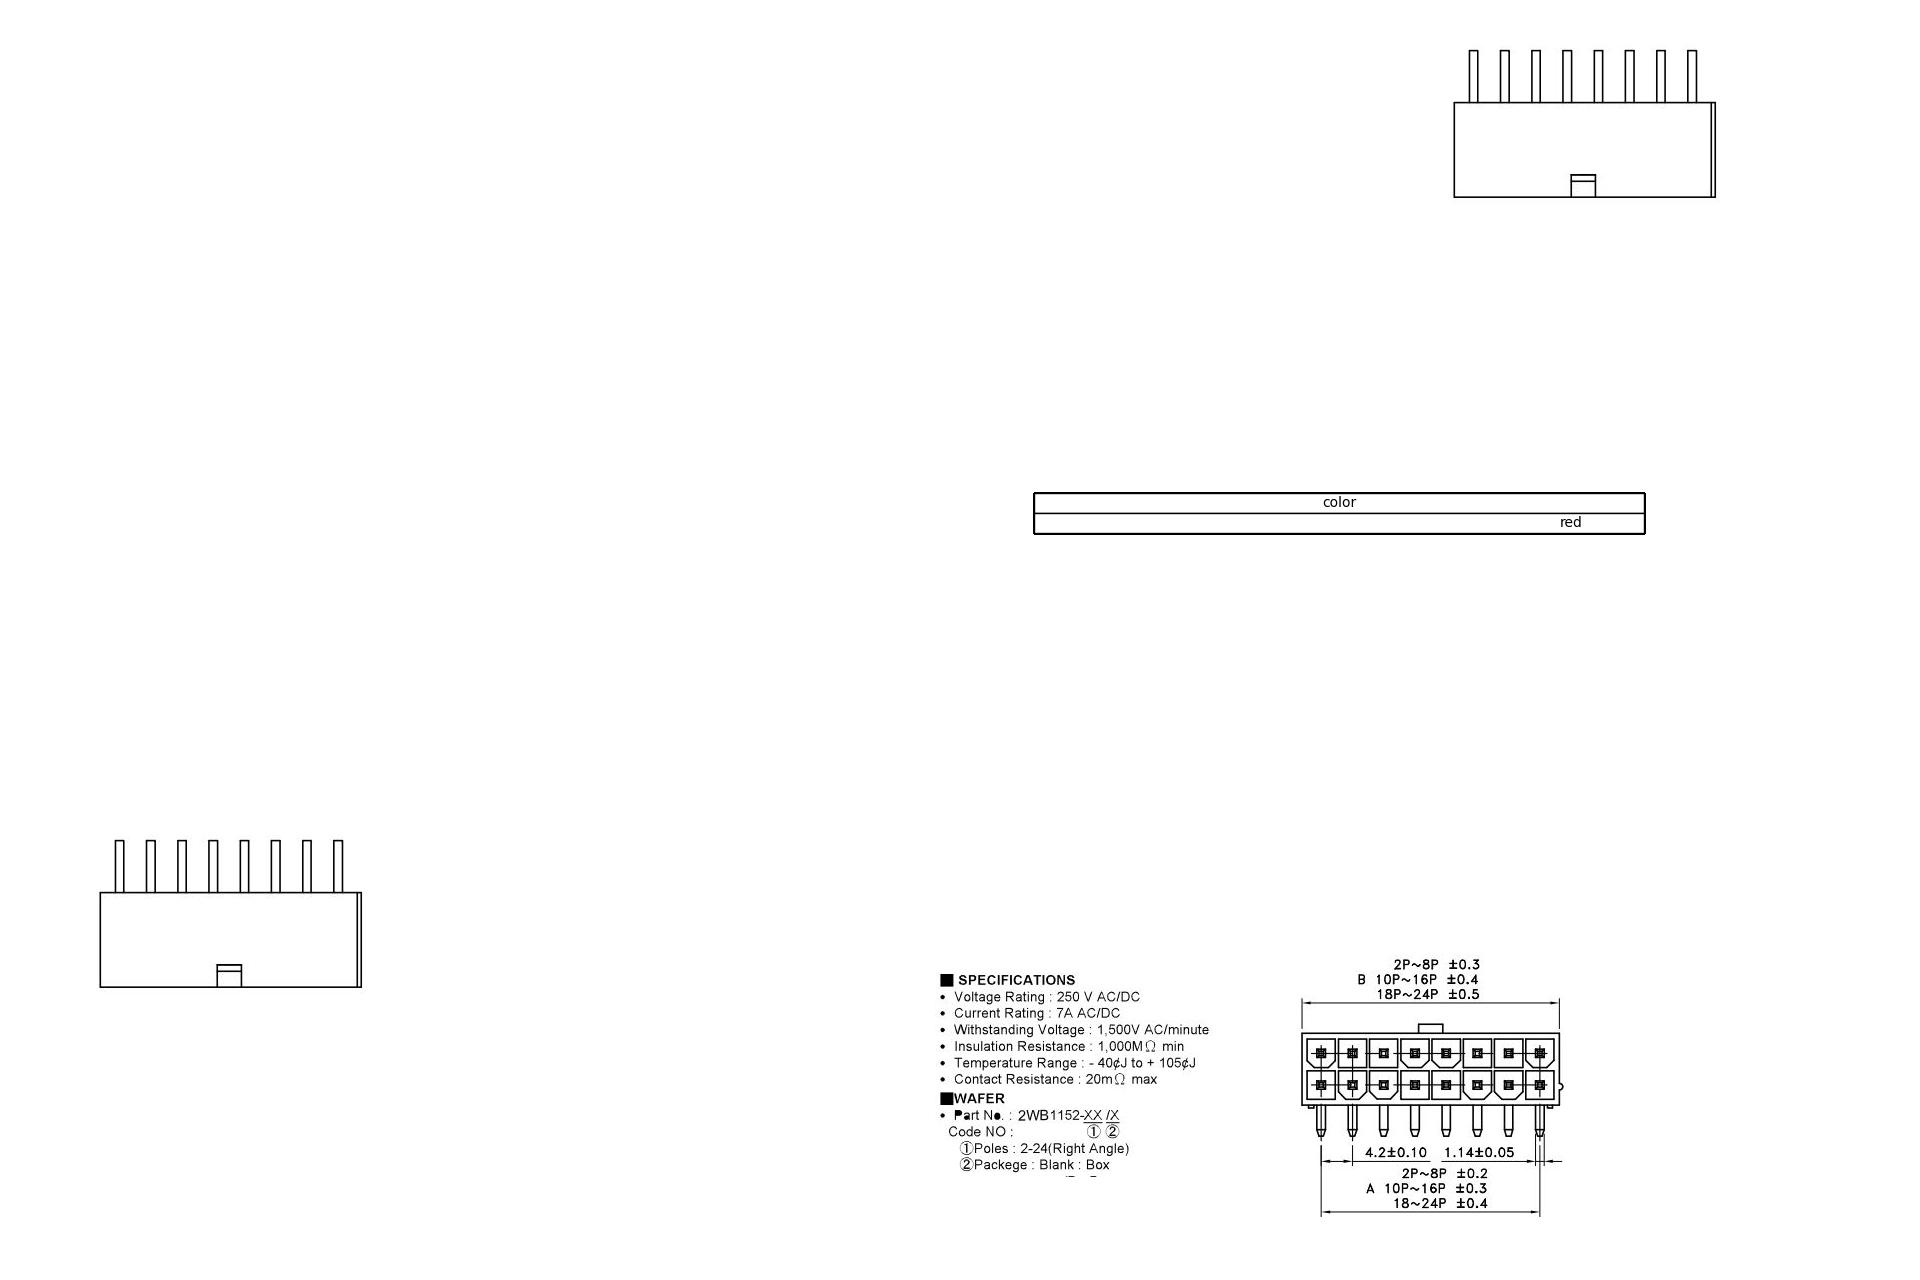 color
red
■ SPECIFICATIONS
• Voltage Rating : 250 V AC/DC
• Current Rating : 7A AC/DC
• Withstanding Voltage : 1,500V AC/minute
• Insulation Resistance : 1,000MΩ min
• Temperature Range : - 40¢J to + 105¢J
• Contact Resistance : 20mΩ max
■WAFER
• Part No. : 2WB1152-XX /X
Code NO : ① ②
①Poles : 2-24(Right Angle)
②Packege : Blank : Box
2P~8P ±0.3
B 10P~16P ±0.4
18P~24P ±0.5
4.2±0.10 1.14±0.05
2P~8P ±0.2
A 10P~16P ±0.3
18~24P ±0.4